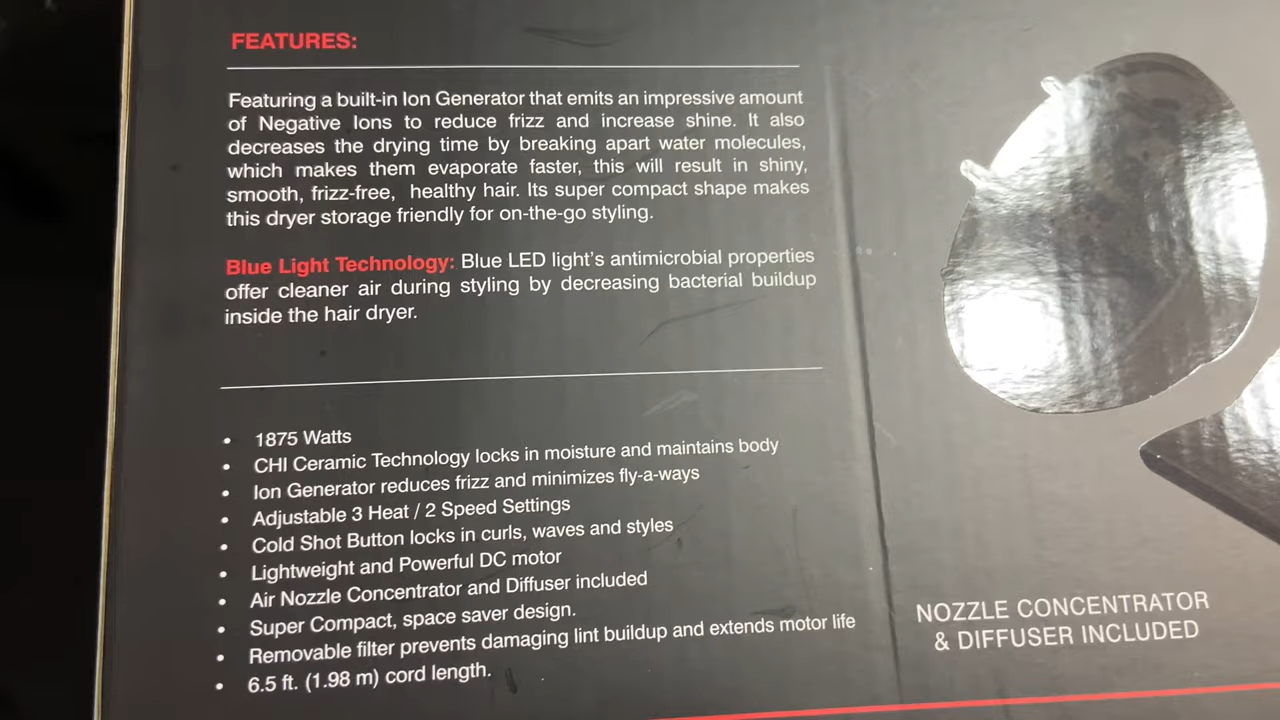 FEATURES:
Featuring a built-in Ion Generator that emits an impressive amount
of Negative Ions to reduce frizz and increase shine. It also
decreases the drying time by breaking apart water molecules,
which makes them evaporate faster, this will result in shiny,
smooth, frizz-free, healthy hair. Its super compact shape makes
this dryer storage friendly for on-the-go styling.
Blue Light Technology: Blue LED light's antimicrobial properties
offer cleaner air during styling by decreasing bacterial buildup
inside the hair dryer.
• 1875 Watts
• CHI Ceramic Technology locks in moisture and maintains body
• Ion Generator reduces frizz and minimizes fly-a-ways
• Adjustable 3 Heat / 2 Speed Settings
• Cold Shot Button locks in curls, waves and styles
• Lightweight and Powerful DC motor
• Air Nozzle Concentrator and Diffuser included
• Super Compact, space saver design.
• Removable filter prevents damaging lint buildup and extends motor life
• 6.5 ft. (1.98 m) cord length.
NOZZLE CONCENTRATOR
& DIFFUSER INCLUDED